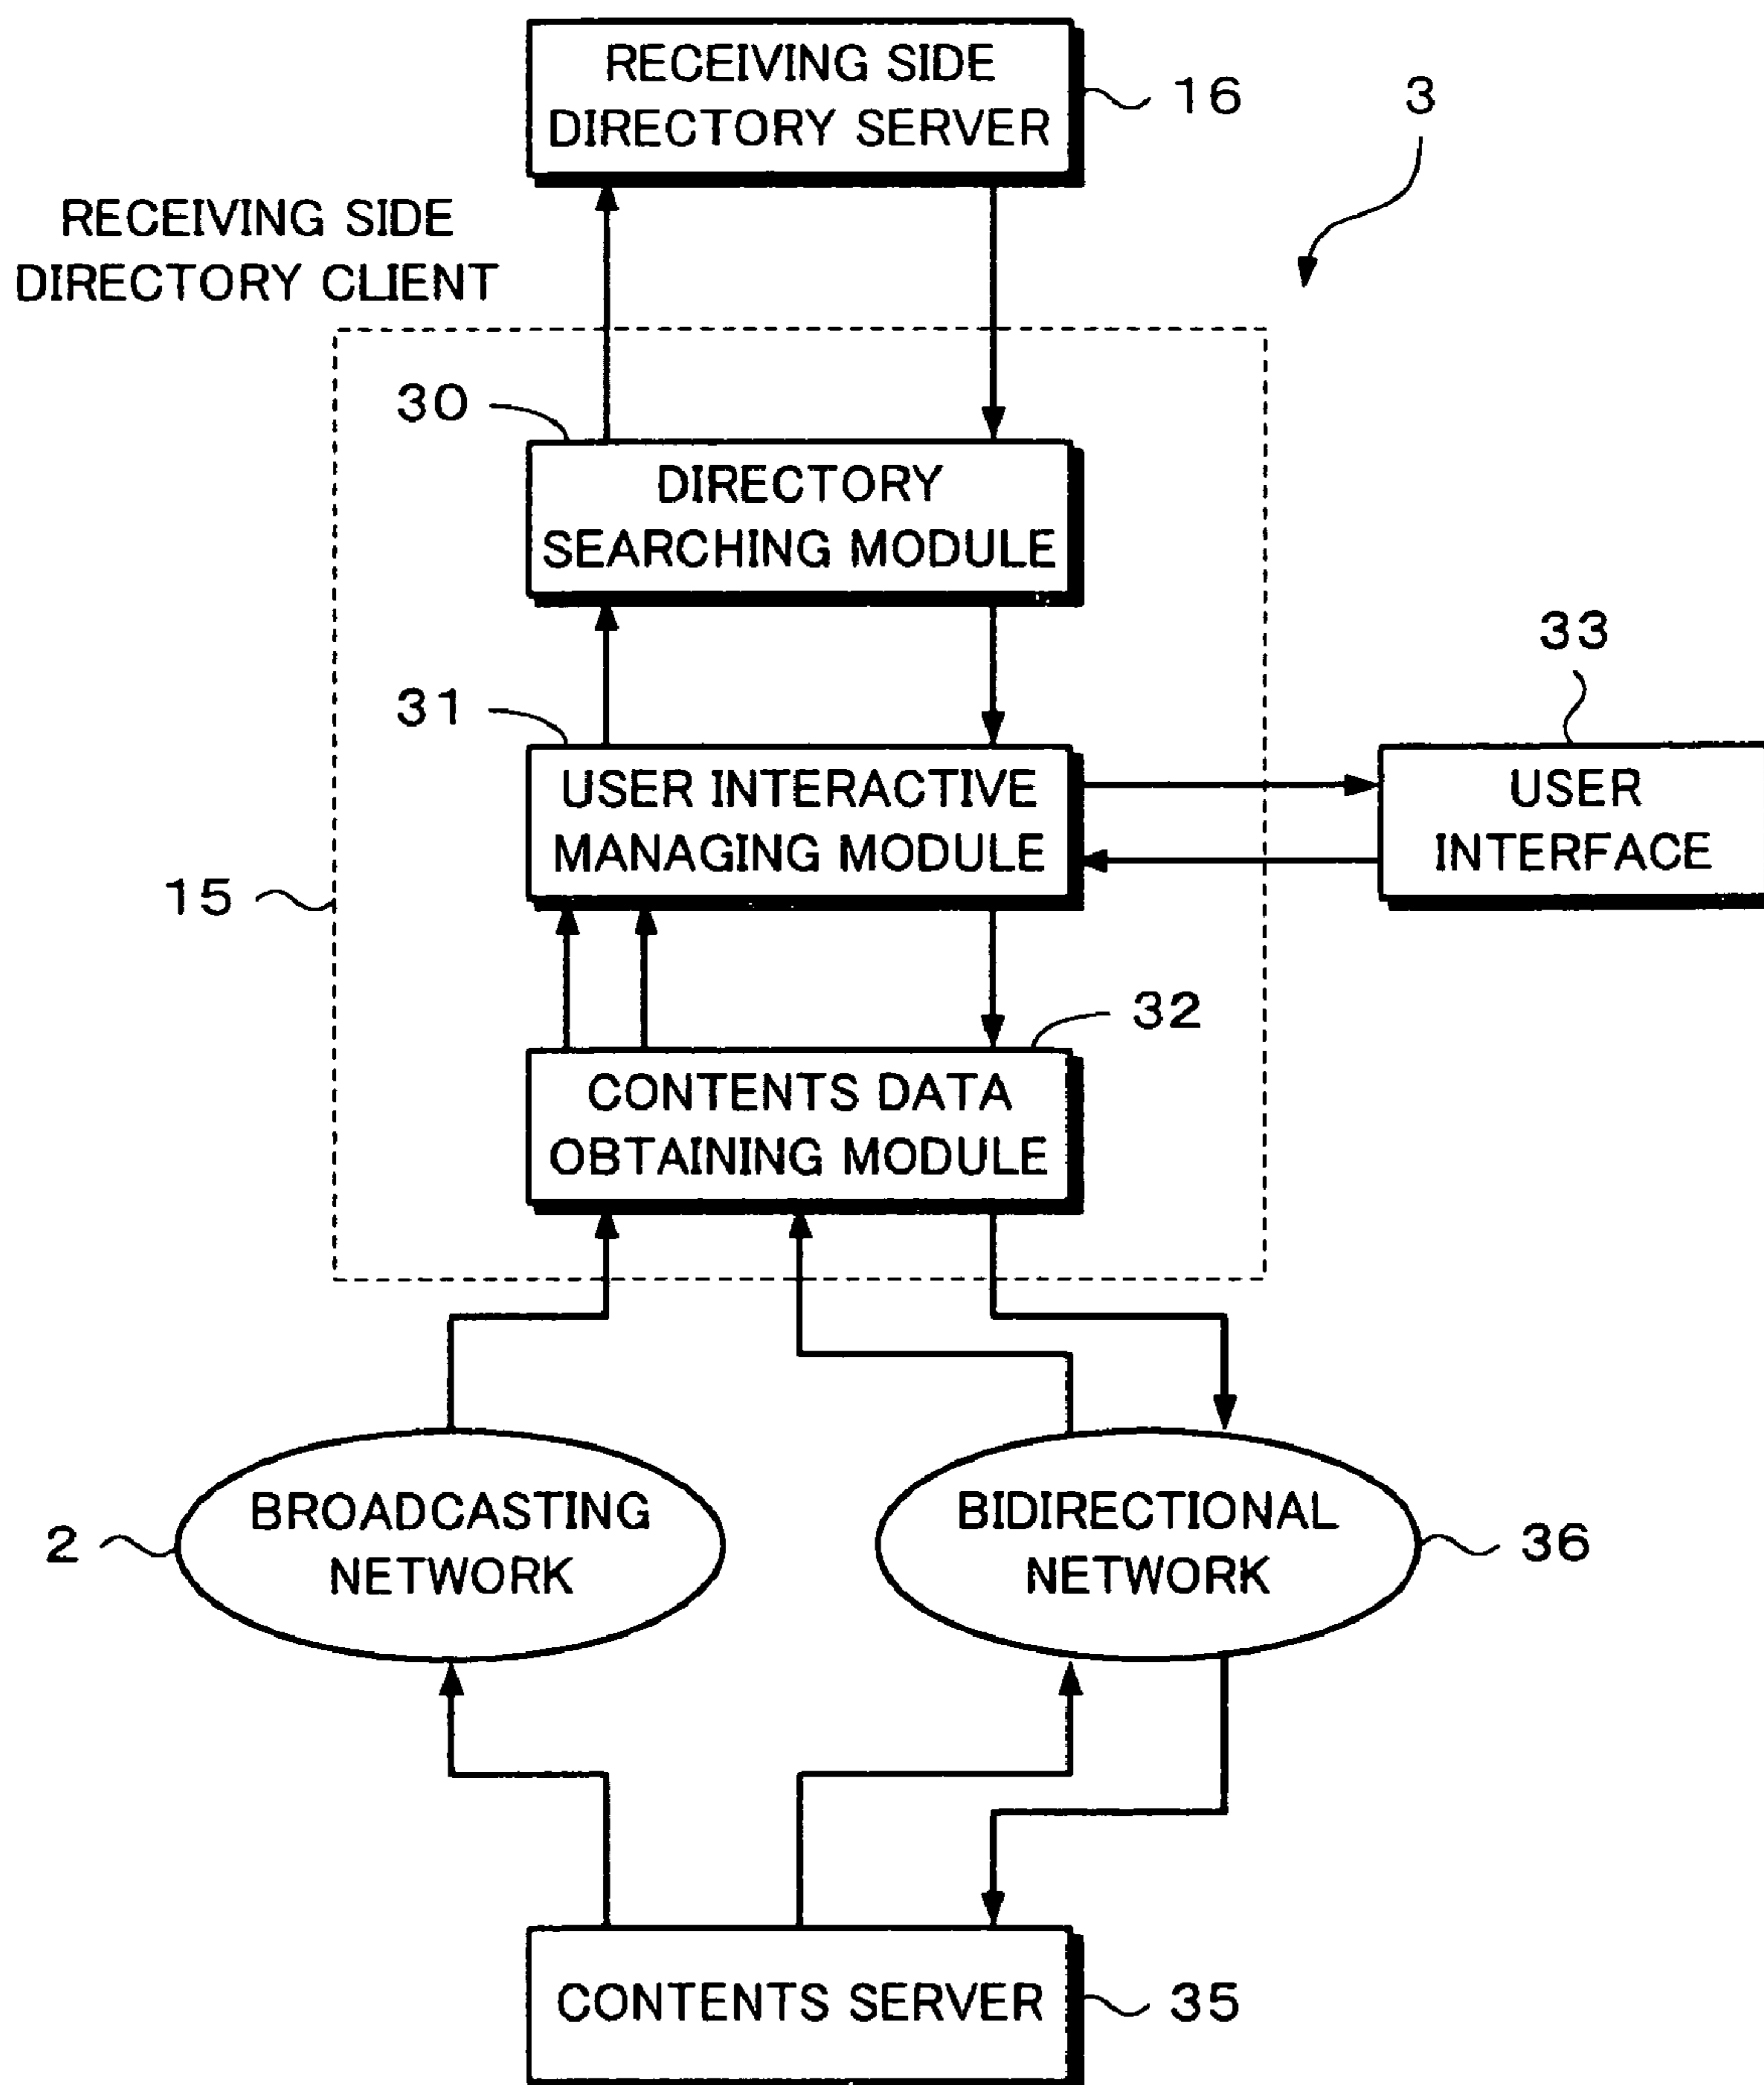 RECEIVING SIDE
DIRECTORY SERVER
16
3
RECEIVING SIDE
DIRECTORY CLIENT
30
DIRECTORY
SEARCHING MODULE
33
31
USER INTERACTIVE
MANAGING MODULE
USER
INTERFACE
15
32
CONTENTS DATA
OBTAINING MODULE
2
BROADCASTING
NETWORK
BIDIRECTIONAL
NETWORK
36
CONTENTS SERVER
35